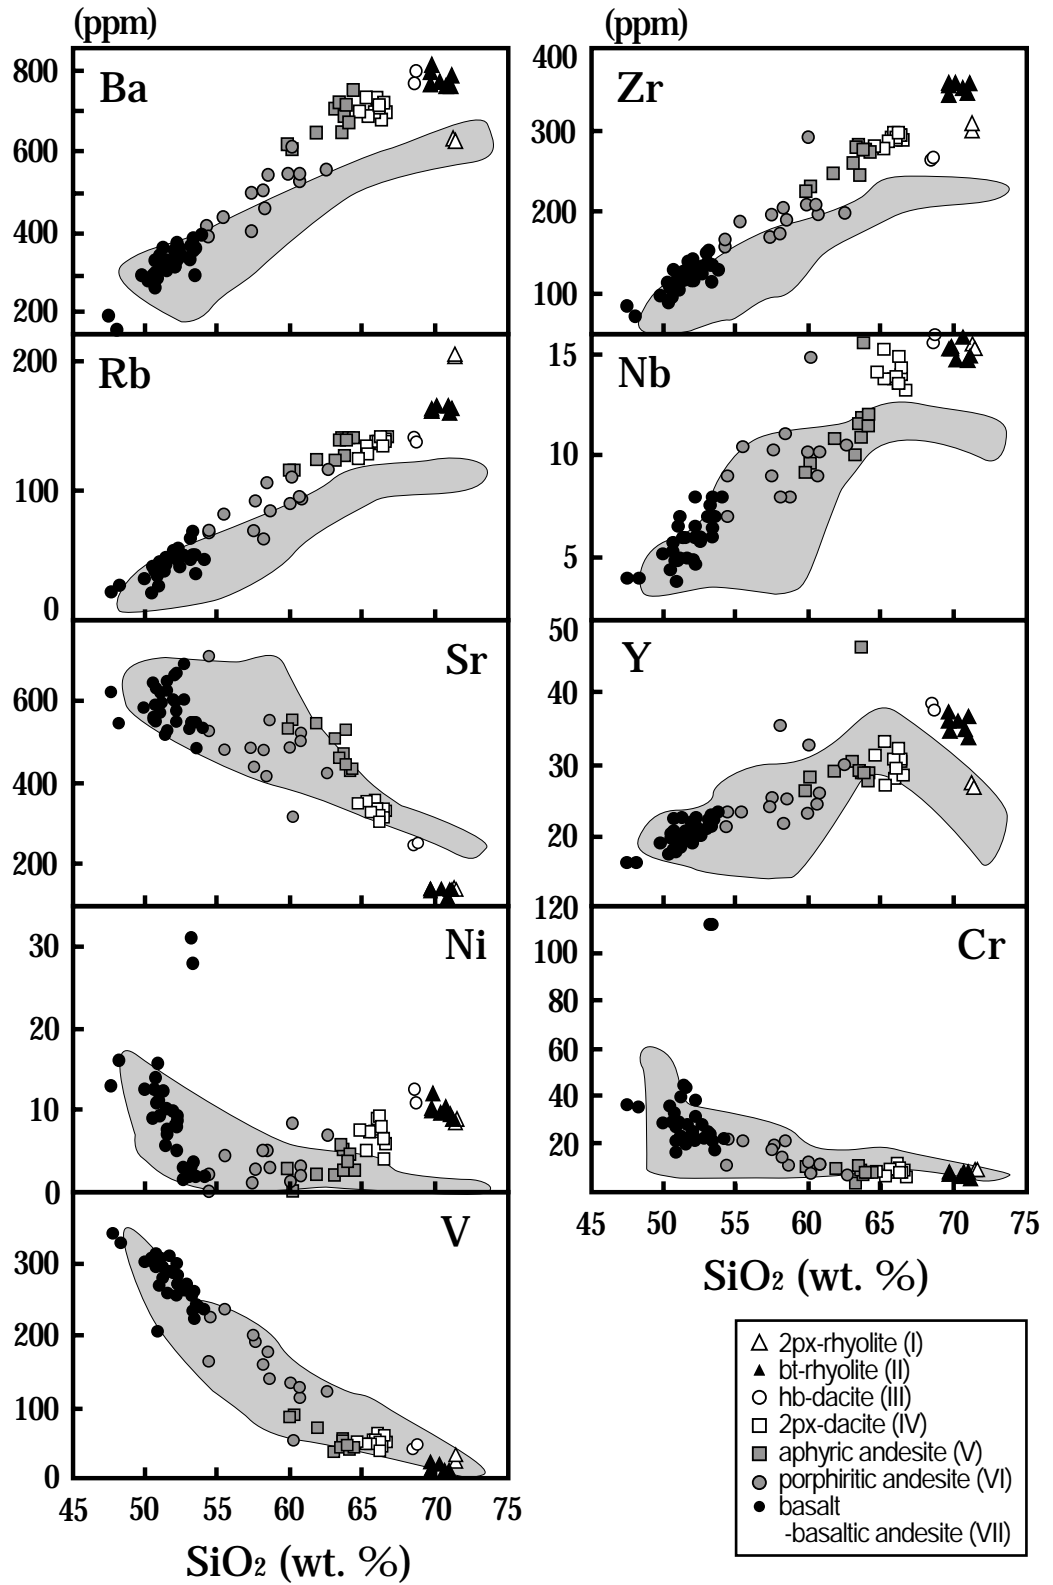 (ppm)
(ppm)
Ba
800
600
400
200
Zr
400
300
200
100
Rb
200
100
0
Nb
15
10
5
Sr
600
400
200
Y
50
40
30
20
12
Ni
30
20
10
0
Cr
120
100
80
60
40
20
45 50 55 60 65 70 75
SiO2 (wt. %)
V
300
200
100
0
45 50 55 60 65 70 75
SiO2 (wt. %)
2px-rhyolite (I)
bt-rhyolite (II)
hb-dacite (III)
2px-dacite (IV)
aphyric andesite (V)
porphiritic andesite (VI)
basalt
-basaltic andesite (VII)